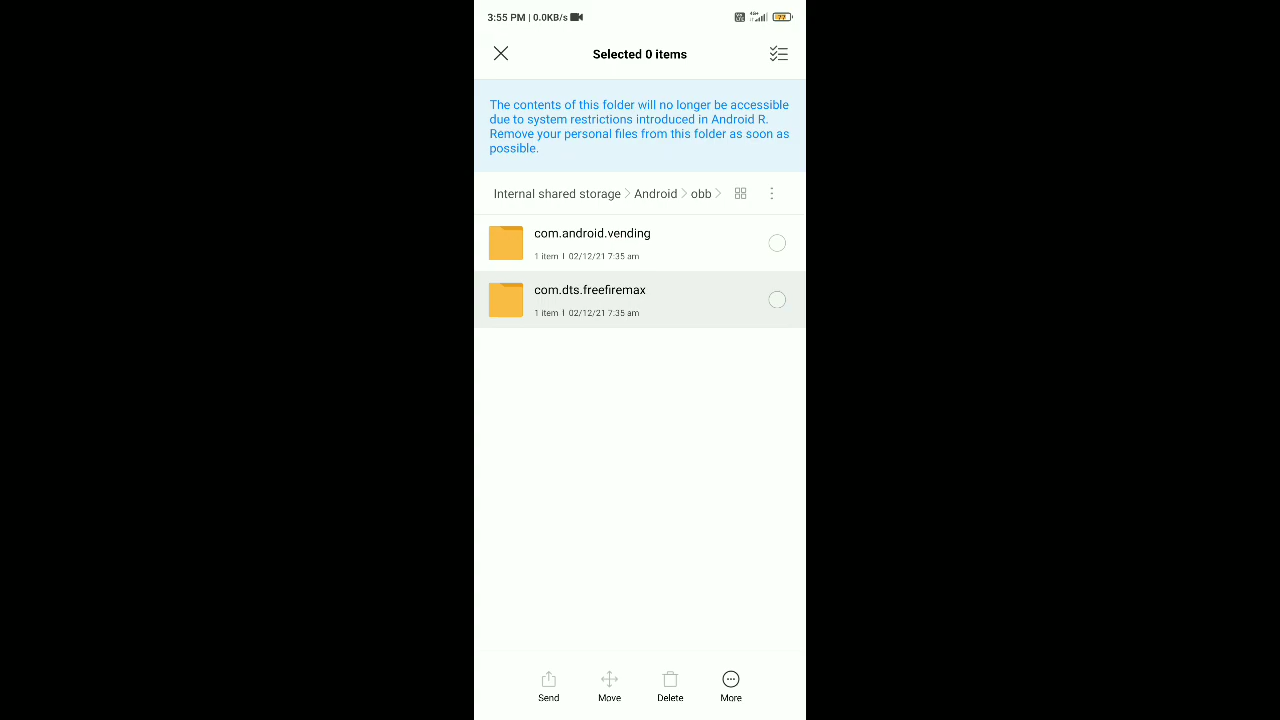 3:55 PM | 0.0KB/s
77
Selected 0 items
The contents of this folder will no longer be accessible
due to system restrictions introduced in Android R.
Remove your personal files from this folder as soon as
possible.
Internal shared storage > Android > obb >
com.android.vending
1 item | 02/12/21 7:35 am
com.dts.freefiremax
1 item | 02/12/21 7:35 am
Send Move Delete More